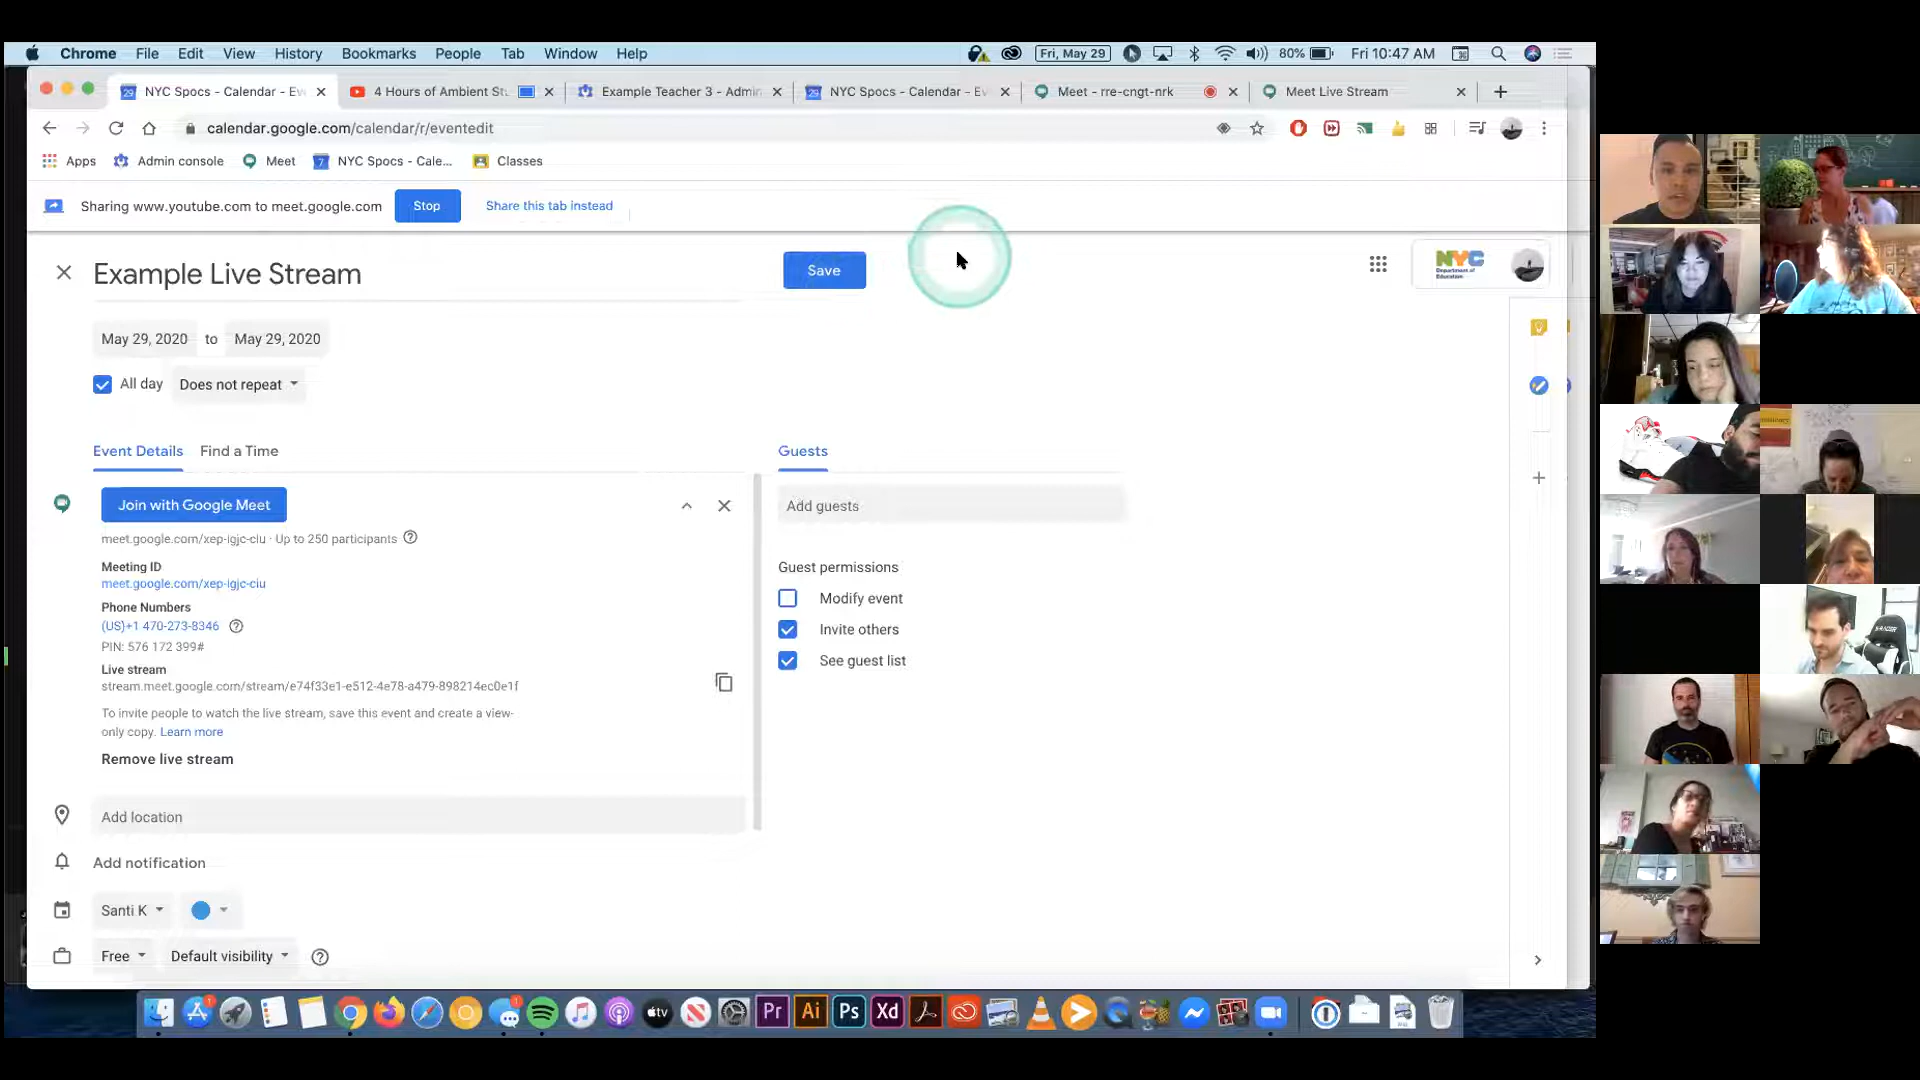 Chrome File Edit View History Bookmarks People Tab Window Help
Fri, May 29
80%
Fri 10:47 AM
NYC Spocs - Calendar - Ev
4 Hours of Ambient St
Example Teacher 3 - Admin
NYC Spocs - Calendar - Ev
Meet - rre-cngt-nrk
Meet Live Stream
calendar.google.com/calendar/r/eventedit
Apps
Admin console
Meet
NYC Spocs - Cale...
Classes
Sharing www.youtube.com to meet.google.com
Stop
Share this tab instead
Example Live Stream
Save
NYC
Department of
Education
May 29, 2020 to May 29, 2020
All day
Does not repeat
Event Details
Find a Time
Guests
Join with Google Meet
Add guests
meet.google.com/xep-igjc-ciu · Up to 250 participants
Meeting ID
meet.google.com/xep-igjc-ciu
Guest permissions
Modify event
Invite others
See guest list
Phone Numbers
(US)+1 470-273-8346
PIN: 576 172 399#
Live stream
stream.meet.google.com/stream/e74f33e1-e512-4e78-a479-898214ec0e1f
To invite people to watch the live stream, save this event and create a view-
only copy. Learn more
Remove live stream
Add location
Add notification
Santi K
Free
Default visibility
tv
Pr
Ai
Ps
Xd